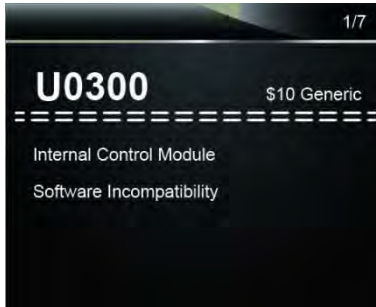 1/7
U0300 $10 Generic
Internal Control Module
Software Incompatibility